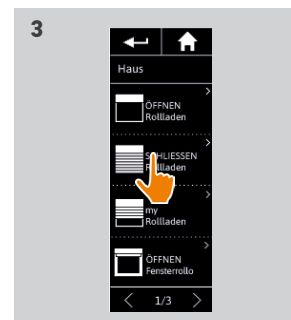 3
Haus
ÖFFNEN
Rollladen
SCHLIESSEN
Rollladen
my
Rollladen
ÖFFNEN
Fensterrollo
1/3